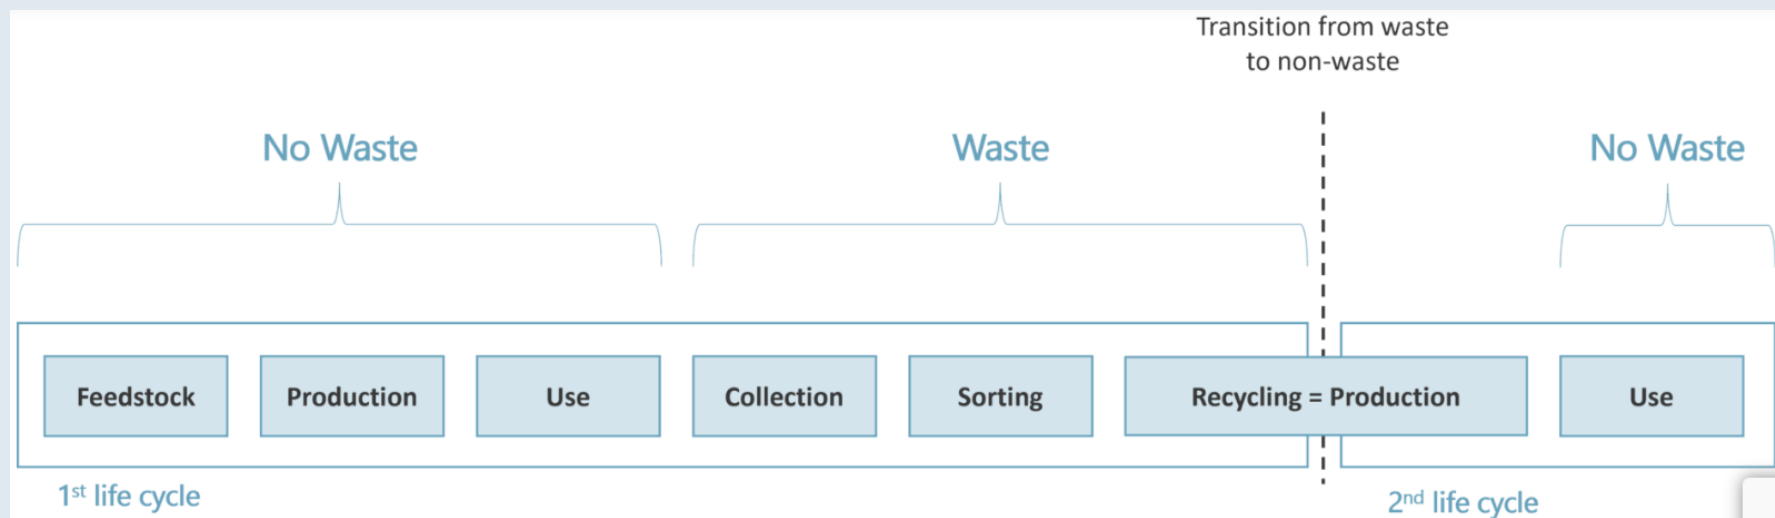 Transition from waste
to non-waste
No Waste
Waste
No Waste
Feedstock
Production
Use
Collection
Sorting
Recycling = Production
Use
1st life cycle
2nd life cycle